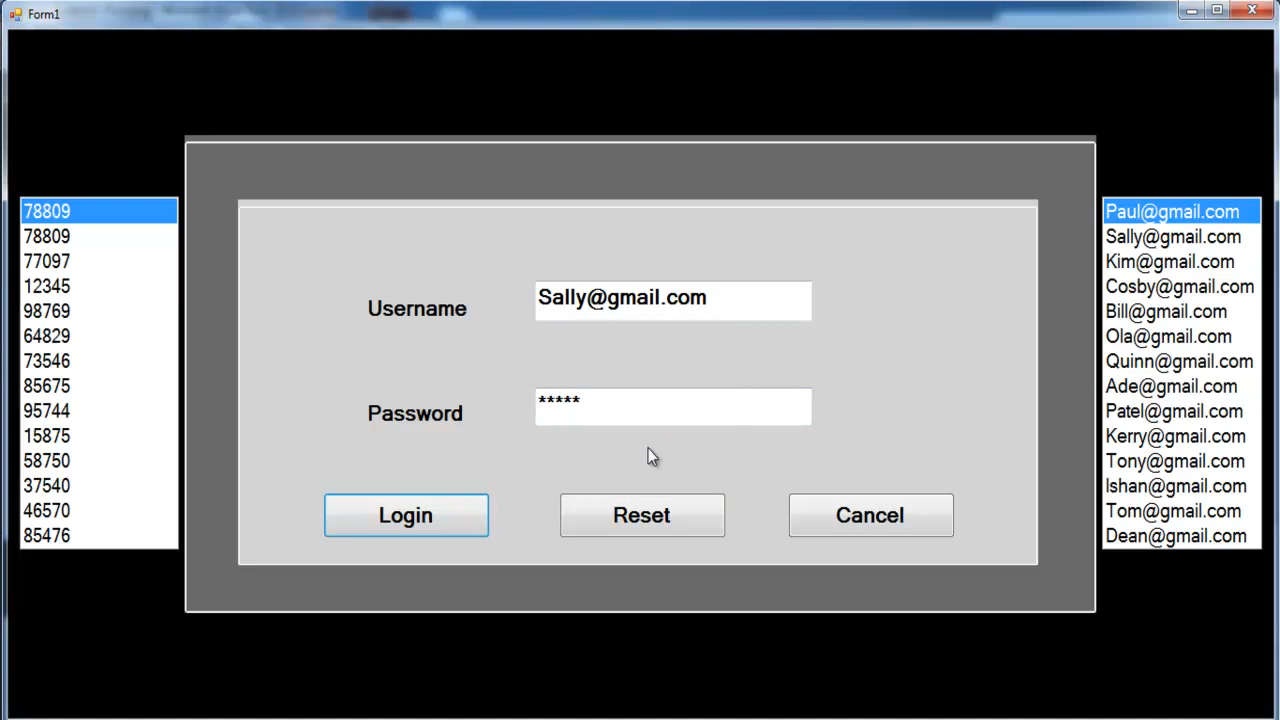 Form1
78809
78809
77097
12345
98769
64829
73546
85675
95744
15875
58750
37540
46570
85476
Username
Sally@gmail.com
Password
*****
Login
Reset
Cancel
Paul@gmail.com
Sally@gmail.com
Kim@gmail.com
Cosby@gmail.com
Bill@gmail.com
Ola@gmail.com
Quinn@gmail.com
Ade@gmail.com
Patel@gmail.com
Kerry@gmail.com
Tony@gmail.com
Ishan@gmail.com
Tom@gmail.com
Dean@gmail.com